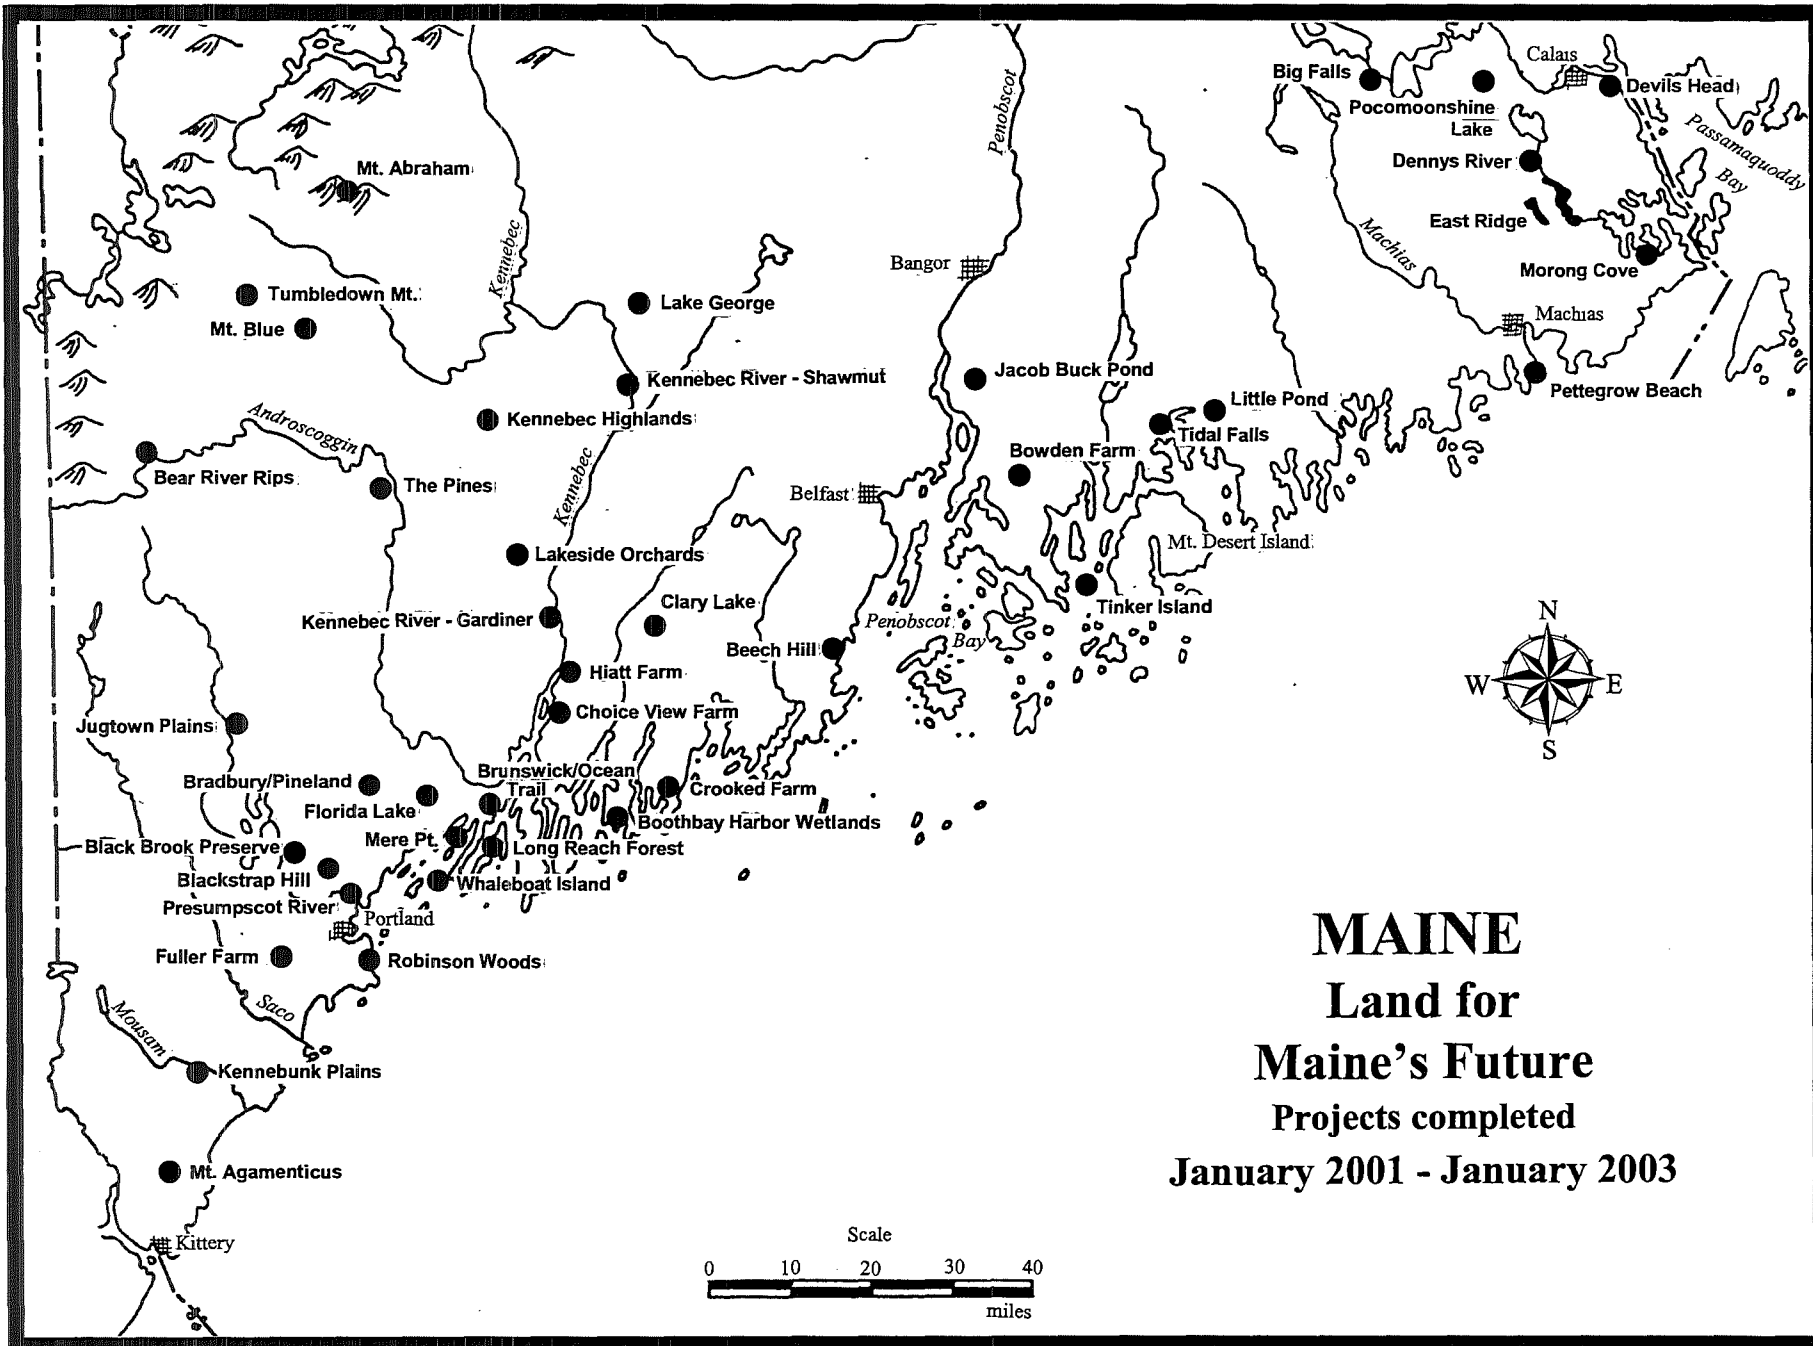 Calais
Big Falls
Devils Head
Pocomoonshine
Lake
Penobscot
Passamaquoddy
Bay
Dennys River
Mt. Abraham
East Ridge
Machias
Kennebec
Bangor
Morong Cove
Tumbledown Mt.
Lake George
Mt. Blue
Machias
Jacob Buck Pond
Kennebec River - Shawmut
Pettegrow Beach
Little Pond
Androscoggin
Kennebec Highlands
Tidal Falls
Bowden Farm
Bear River Rips
The Pines
Kennebec
Belfast
Mt. Desert Island
Lakeside Orchards
Clary Lake
Tinker Island
Kennebec River - Gardiner
Penobscot
Bay
Beech Hill
N
W
E
S
Hiatt Farm
Choice View Farm
Jugtown Plains
Brunswick/Ocean
Trail
Bradbury/Pineland
Crooked Farm
Florida Lake
Boothbay Harbor Wetlands
Mere Pt.
Black Brook Preserve
Long Reach Forest
Blackstrap Hill
Whaleboat Island
Presumpscot River
Portland
Fuller Farm
Robinson Woods
Saco
Mousam
Kennebunk Plains
Mt. Agamenticus
Kittery
MAINE
Land for
Maine's Future
Projects completed
January 2001 - January 2003
Scale
0 10 20 30 40
miles